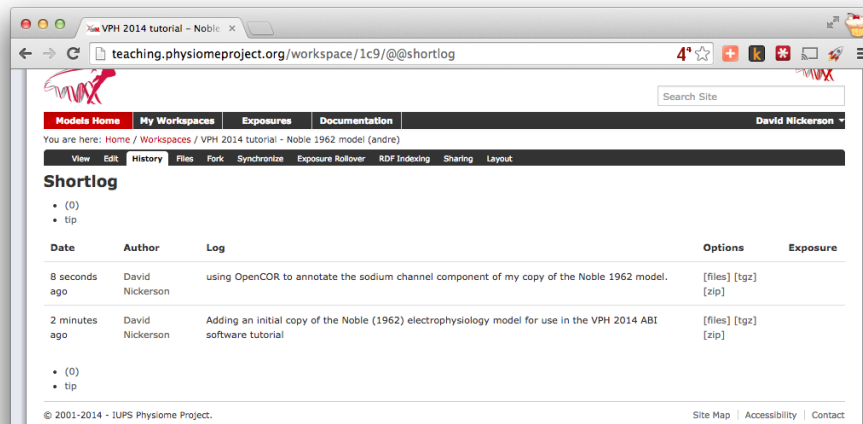 VPH 2014 tutorial – Noble
teaching.physiomeproject.org/workspace/1c9/@@shortlog
Search Site
Models Home My Workspaces Exposures Documentation David Nickerson
You are here: Home / Workspaces / VPH 2014 tutorial - Noble 1962 model (andre)
View Edit History Files Fork Synchronize Exposure Rollover RDF Indexing Sharing Layout
Shortlog
(0)
tip
Date Author Log Options Exposure
8 seconds ago David Nickerson using OpenCOR to annotate the sodium channel component of my copy of the Noble 1962 model. [files] [tgz] [zip]
2 minutes ago David Nickerson Adding an initial copy of the Noble (1962) electrophysiology model for use in the VPH 2014 ABI software tutorial [files] [tgz] [zip]
(0)
tip
© 2001-2014 - IUPS Physiome Project. Site Map Accessibility Contact